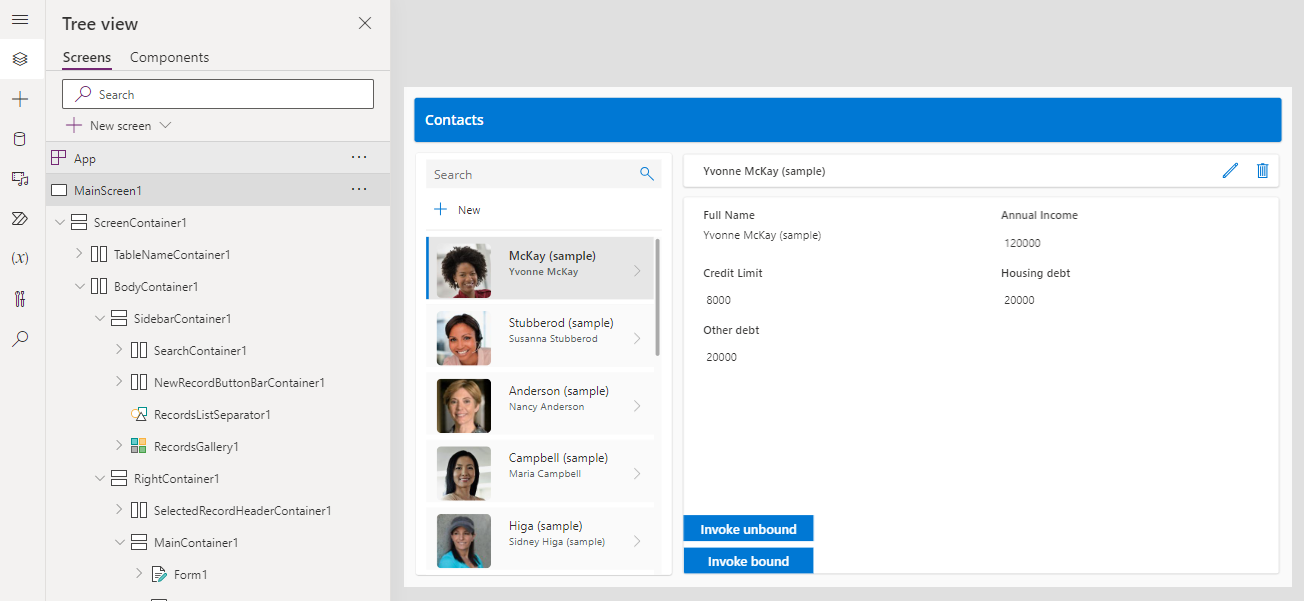 Tree view
Screens Components
Search
New screen
App ...
MainScreen1 ...
ScreenContainer1
TableNameContainer1
BodyContainer1
SidebarContainer1
SearchContainer1
NewRecordButtonBarContainer1
RecordsListSeparator1
RecordsGallery1
RightContainer1
SelectedRecordHeaderContainer1
MainContainer1
Form1
(x)
Contacts
Search
New
McKay (sample)
Yvonne McKay
Stubberod (sample)
Susanna Stubberod
Anderson (sample)
Nancy Anderson
Campbell (sample)
Maria Campbell
Higa (sample)
Sidney Higa (sample)
Yvonne McKay (sample)
Full Name
Yvonne McKay (sample)
Annual Income
120000
Credit Limit
8000
Housing debt
20000
Other debt
20000
Invoke unbound
Invoke bound